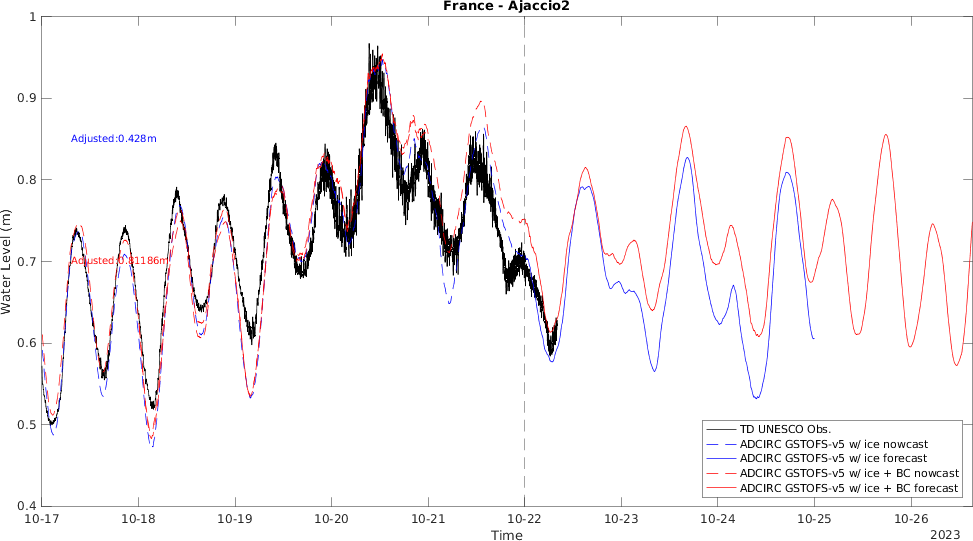 France - Ajaccio2
Water Level (m)
1
0.9
0.8
0.7
0.6
0.5
0.4
Adjusted:0.428m
Adjusted:0.81186m
TD UNESCO Obs.
ADCIRC GSTOFS-v5 w/ ice nowcast
ADCIRC GSTOFS-v5 w/ ice forecast
ADCIRC GSTOFS-v5 w/ ice + BC nowcast
ADCIRC GSTOFS-v5 w/ ice + BC forecast
10-17 10-18 10-19 10-20 10-21 10-22 10-23 10-24 10-25 10-26
Time
2023